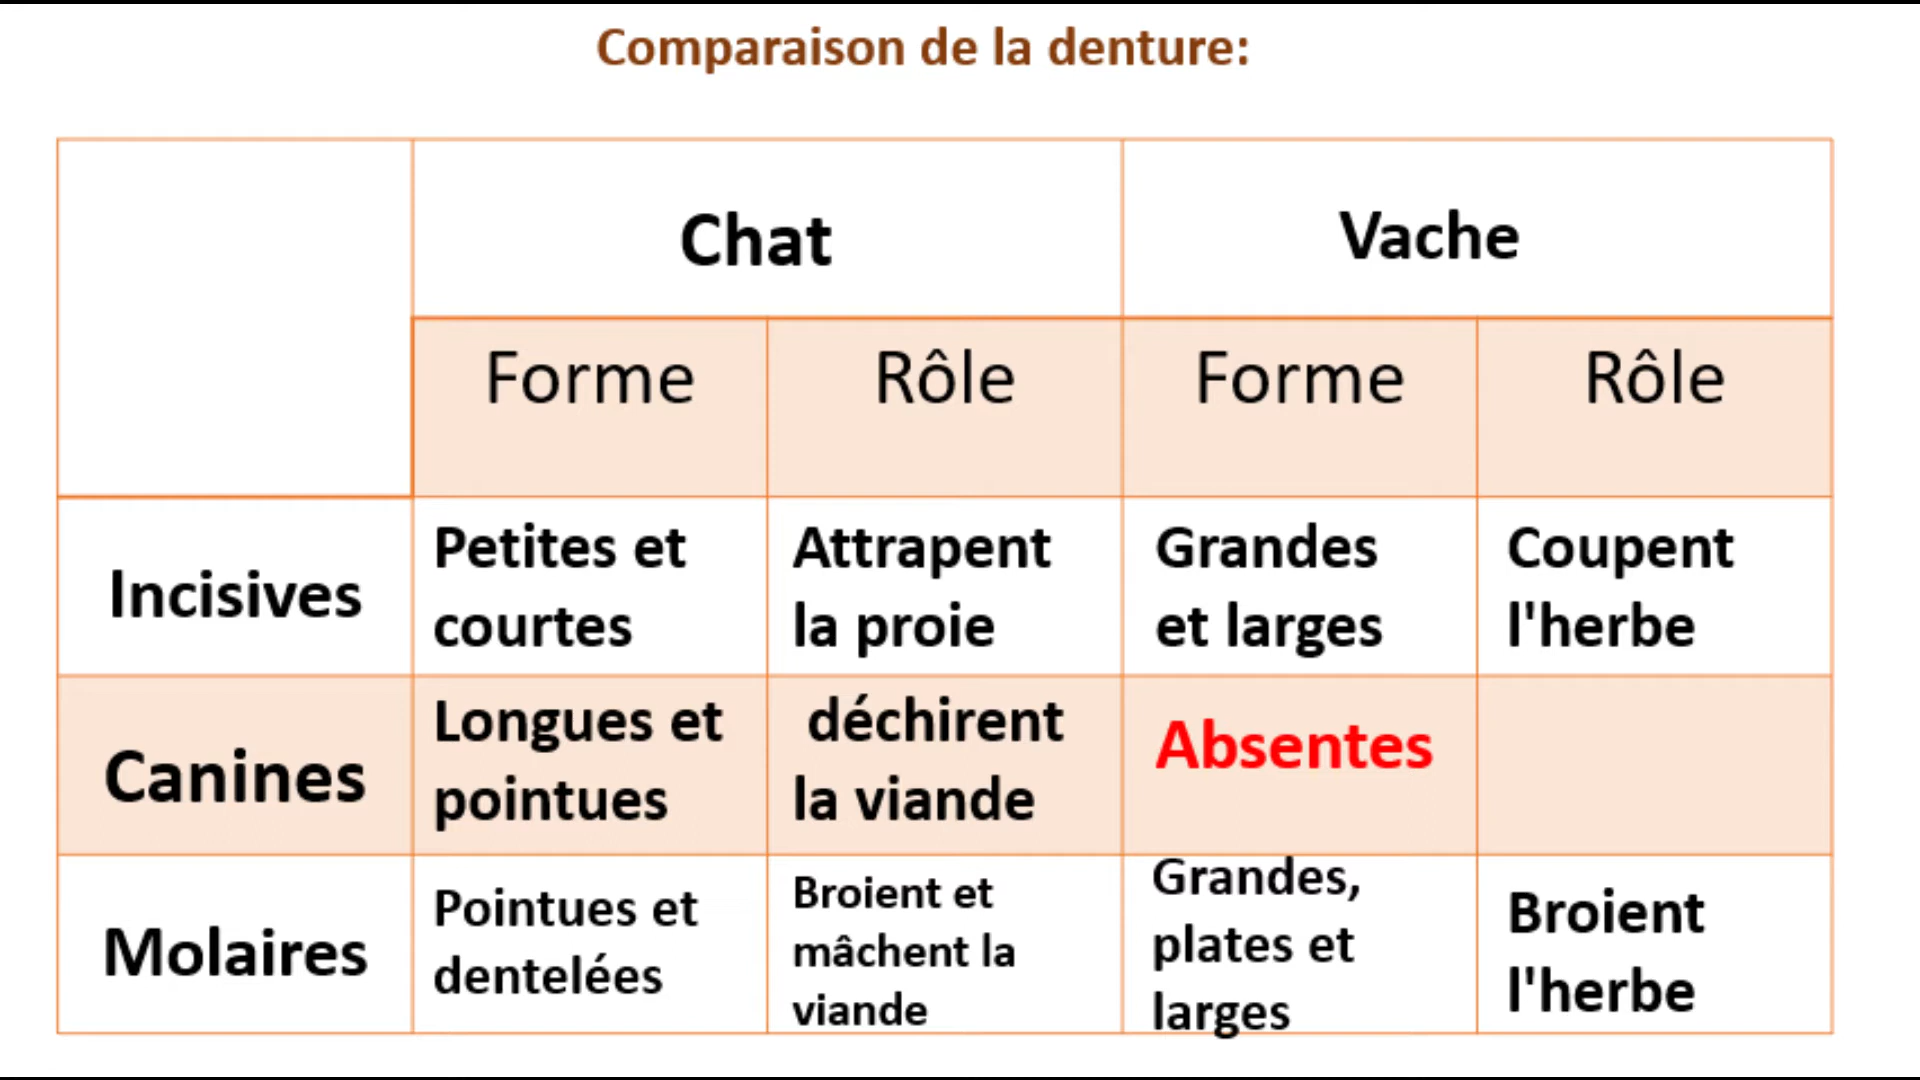 Comparaison de la denture:
Chat
Vache
Forme
Rôle
Forme
Rôle
Incisives
Petites et
courtes
Attrapent
la proie
Grandes
et larges
Coupent
l'herbe
Canines
Longues et
pointues
déchirent
la viande
Absentes
Molaires
Pointues et
dentelées
Broient et
mâchent la
viande
Grandes,
plates et
larges
Broient
l'herbe